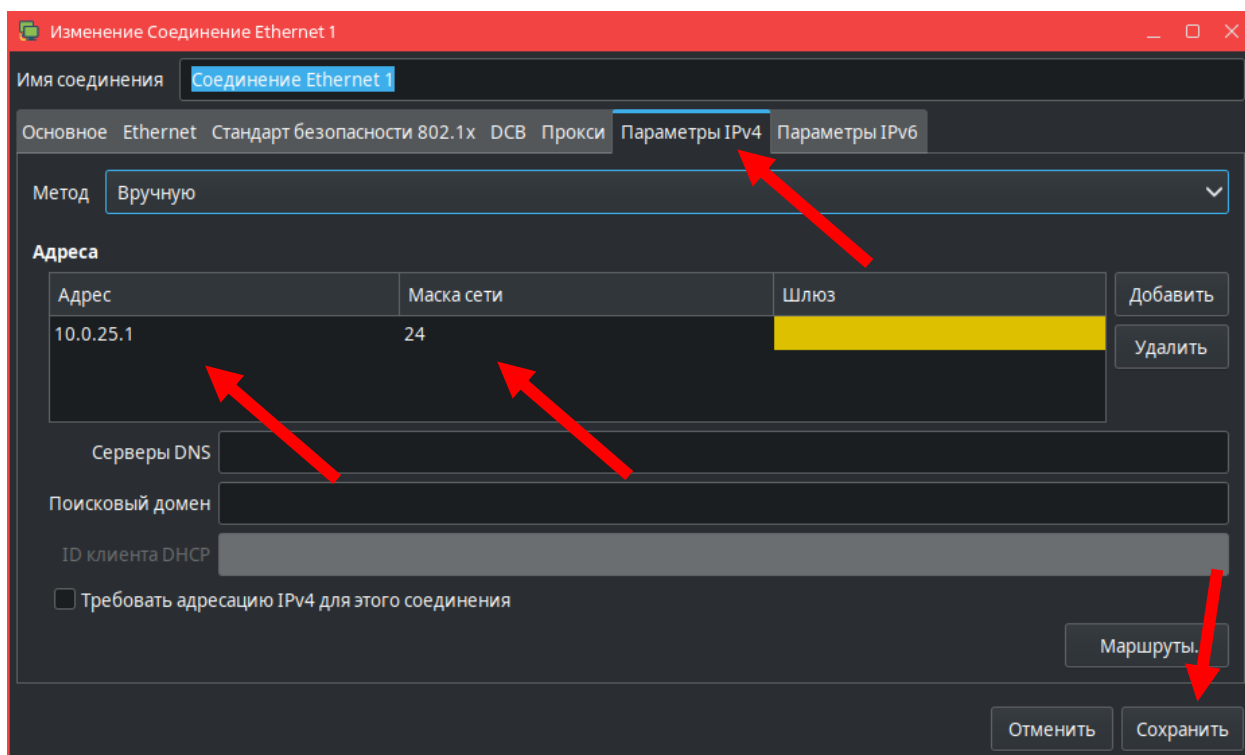 Изменение Соединение Ethernet 1
Имя соединения Соединение Ethernet 1
Основное Ethernet Стандарт безопасности 802.1x DCB Прокси Параметры IPv4 Параметры IPv6
Метод Вручную
Адреса
Адрес Маска сети Шлюз Добавить
10.0.25.1 24
Удалить
Серверы DNS
Поисковый домен
ID клиента DHCP
Требовать адресацию IPv4 для этого соединения
Маршруты.
Отменить Сохранить